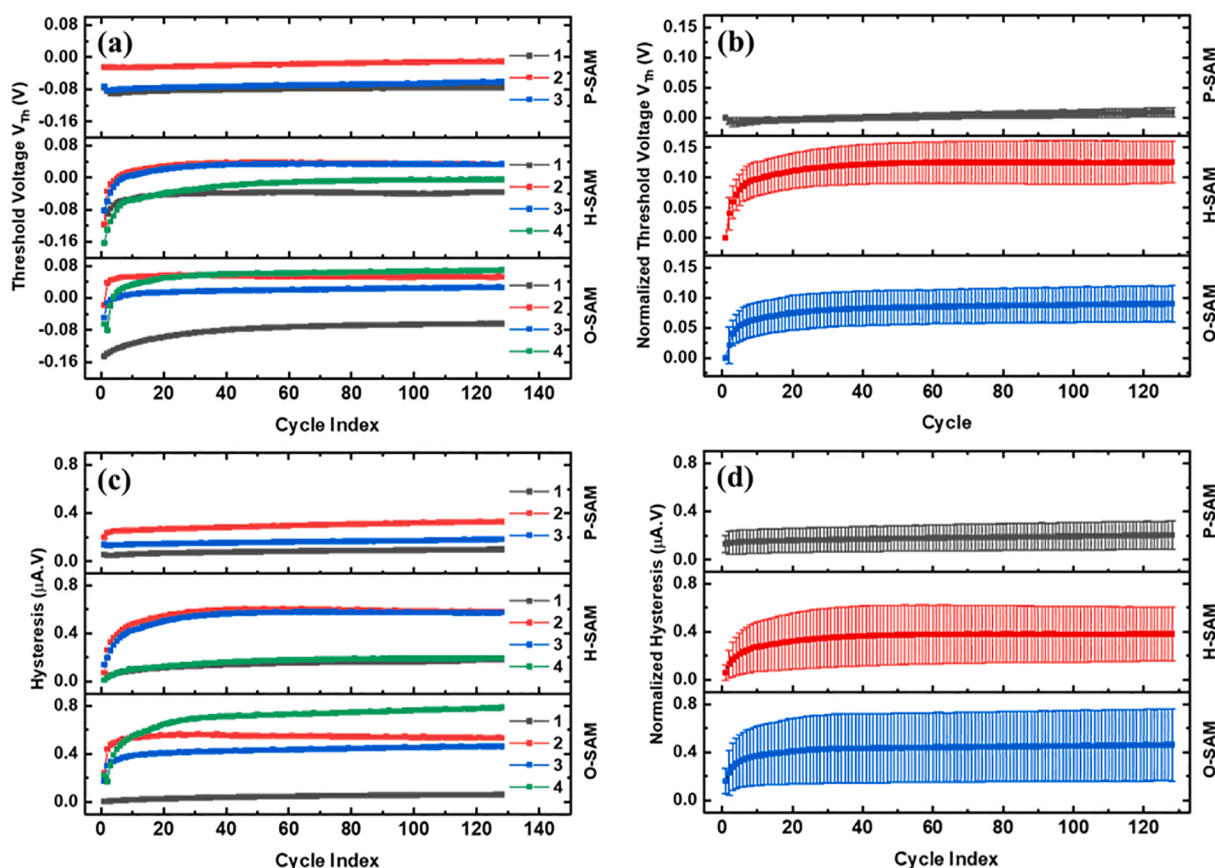 (a)
Threshold Voltage V_Th (V)
0.08
0.00
-0.08
-0.16
1
2
3
P-SAM
0.08
0.00
-0.08
-0.16
1
2
3
4
H-SAM
0.08
0.00
-0.08
-0.16
1
2
3
4
O-SAM
0 20 40 60 80 100 120 140
Cycle Index
(b)
Normalized Threshold Voltage V_Th (V)
0.15
0.10
0.05
0.00
P-SAM
0.15
0.10
0.05
0.00
H-SAM
0.15
0.10
0.05
0.00
O-SAM
0 20 40 60 80 100 120
Cycle
(c)
Hysteresis (μA.V)
0.8
0.4
0.0
1
2
3
P-SAM
0.8
0.4
0.0
1
2
3
4
H-SAM
0.8
0.4
0.0
1
2
3
4
O-SAM
0 20 40 60 80 100 120 140
Cycle Index
(d)
Normalized Hysteresis (μA.V)
0.8
0.4
0.0
P-SAM
0.8
0.4
0.0
H-SAM
0.8
0.4
0.0
O-SAM
0 20 40 60 80 100 120
Cycle Index